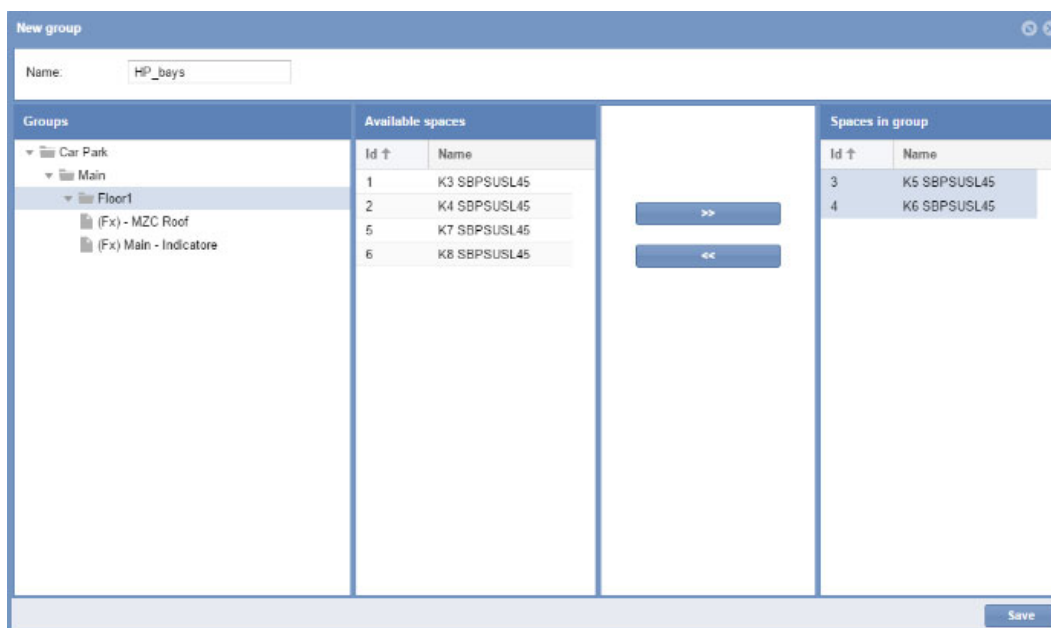 New group
Name: HP_bays
Groups
Car Park
Main
Floor1
(Fx) - MZC Roof
(Fx) Main - Indicatore
Available spaces
Id ↑ Name
1 K3 SBPSUSL45
2 K4 SBPSUSL45
5 K7 SBPSUSL45
6 K8 SBPSUSL45
>>
<<
Spaces in group
Id ↑ Name
3 K5 SBPSUSL45
4 K6 SBPSUSL45
Save